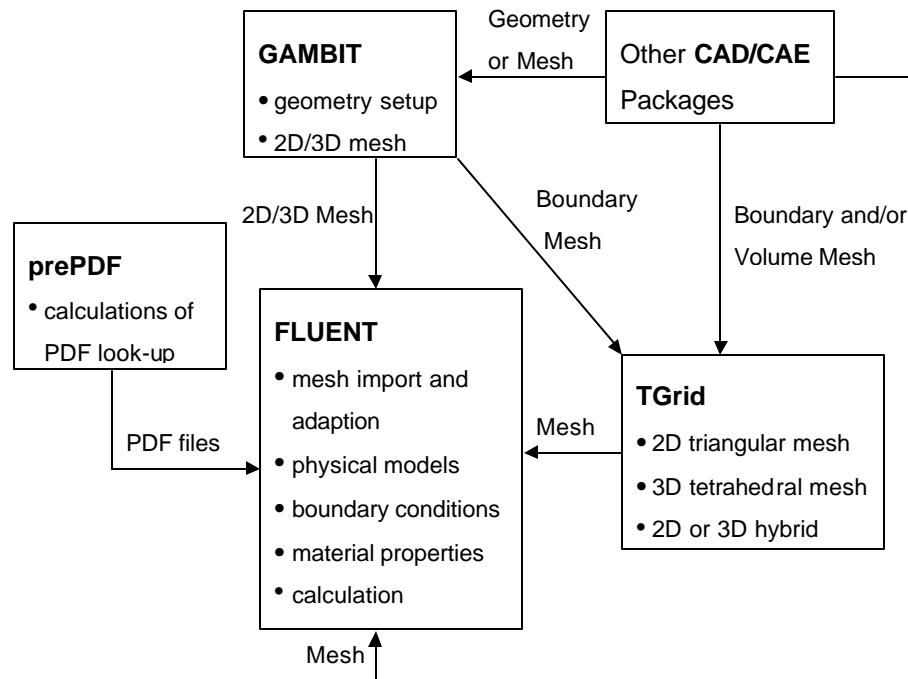 GAMBIT
• geometry setup
• 2D/3D mesh
Geometry
or Mesh
Other CAD/CAE
Packages
2D/3D Mesh
Boundary
Mesh
Boundary and/or
Volume Mesh
prePDF
• calculations of
PDF look-up
PDF files
FLUENT
• mesh import and
adaption
• physical models
• boundary conditions
• material properties
• calculation
Mesh
TGrid
• 2D triangular mesh
• 3D tetrahedral mesh
• 2D or 3D hybrid
Mesh